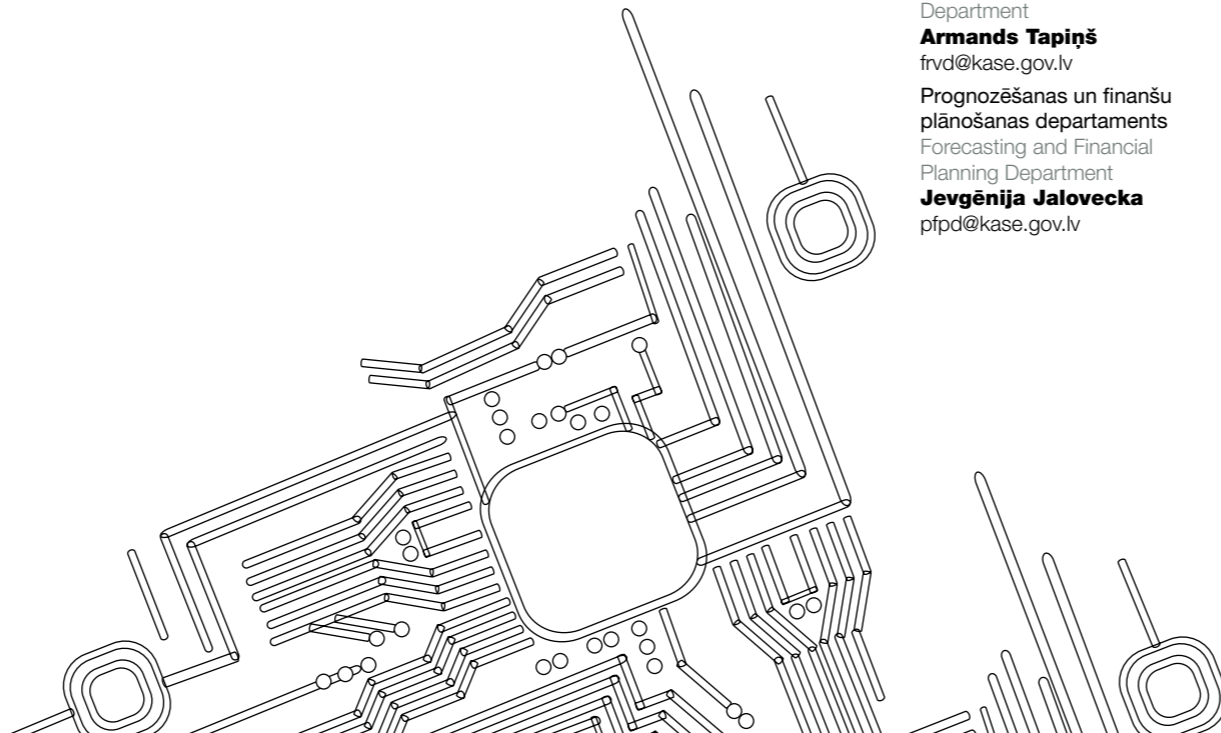 Department
Armands Tapiņš
frvd@kase.gov.lv
Prognozēšanas un finanšu
plānošanas departaments
Forecasting and Financial
Planning Department
Jevgēnija Jalovecka
pfpd@kase.gov.lv